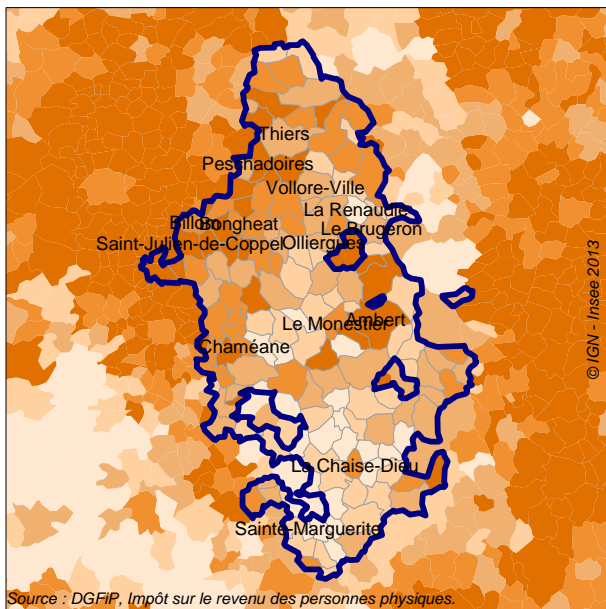 Thiers
Peschadoires
Vollore-Ville
La Renaudie
Billom
Bongheat
Le Brugeron
Saint-Julien-de-Coppel
Olliergues
Le Monestier
Ambert
Chaméane
La Chaise-Dieu
Sainte-Marguerite
© IGN - Insee 2013
Source : DGFiP, Impôt sur le revenu des personnes physiques.